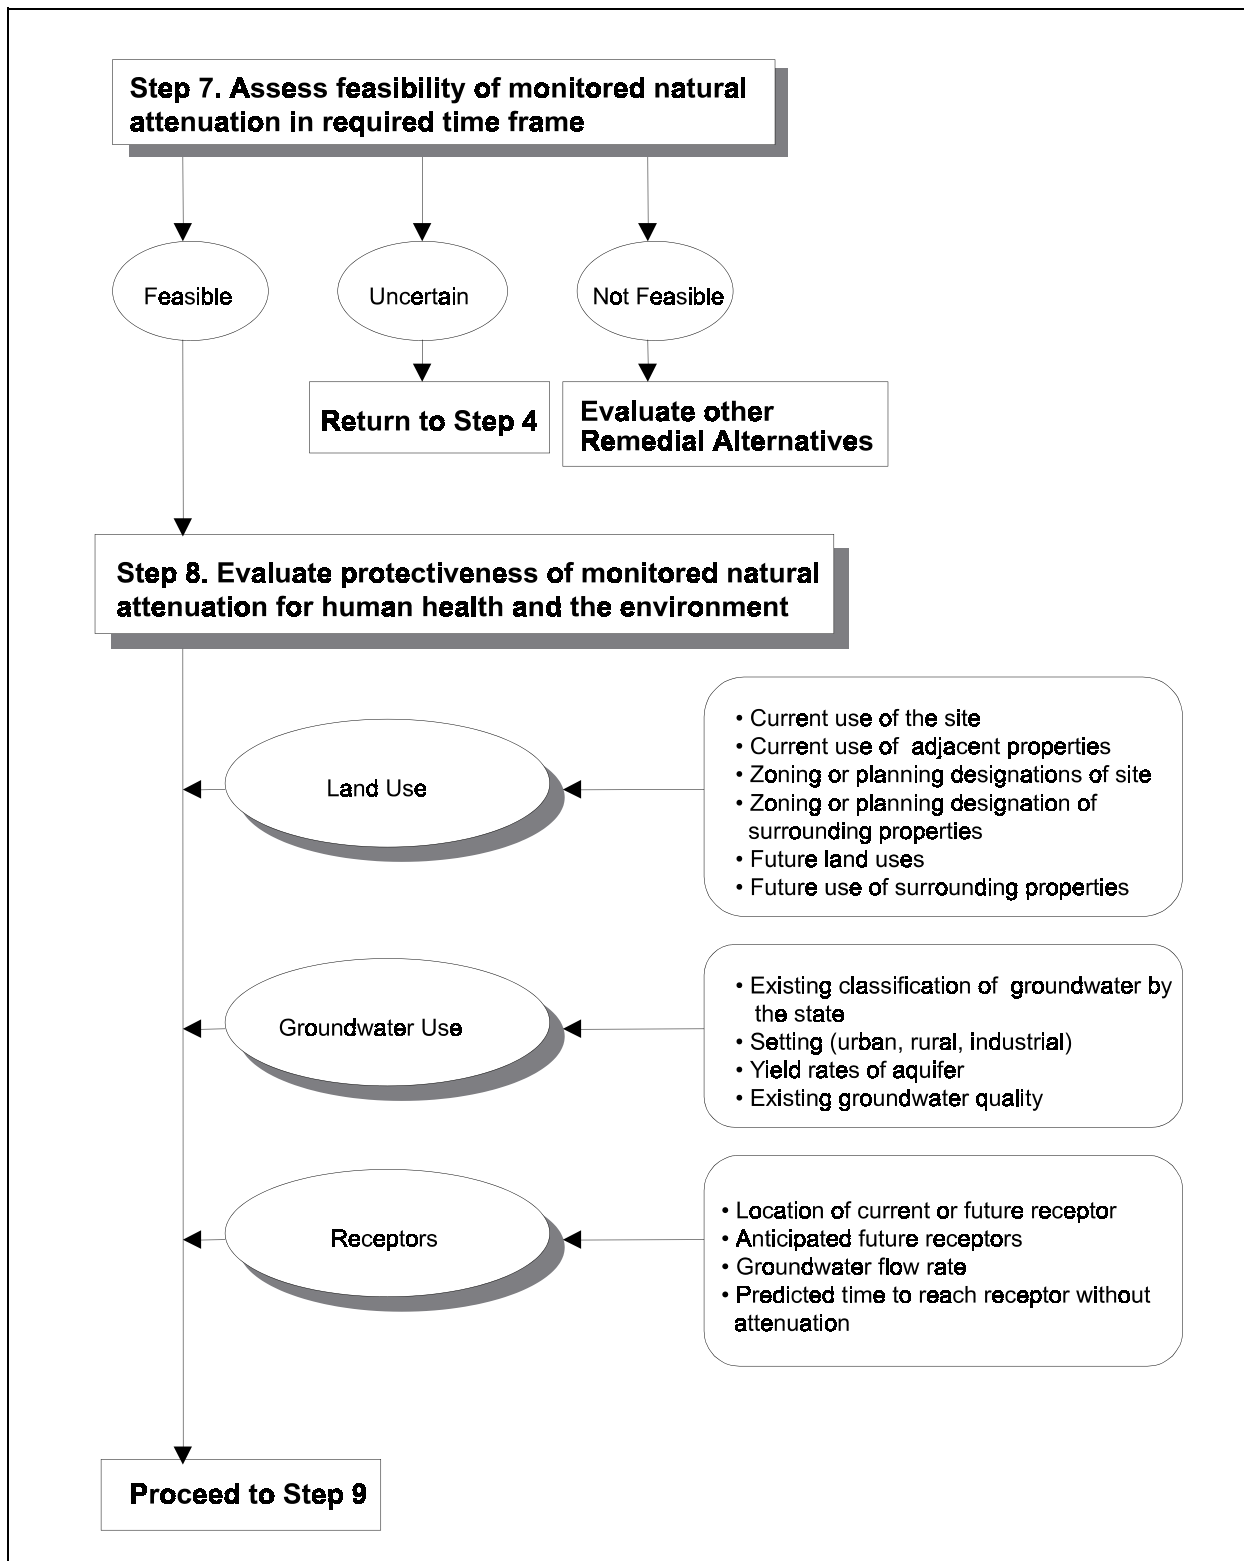 Step 7. Assess feasibility of monitored natural
attenuation in required time frame
Feasible
Uncertain
Not Feasible
Return to Step 4
Evaluate other
Remedial Alternatives
Step 8. Evaluate protectiveness of monitored natural
attenuation for human health and the environment
Land Use
• Current use of the site
• Current use of adjacent properties
• Zoning or planning designations of site
• Zoning or planning designation of
surrounding properties
• Future land uses
• Future use of surrounding properties
Groundwater Use
• Existing classification of groundwater by
the state
• Setting (urban, rural, industrial)
• Yield rates of aquifer
• Existing groundwater quality
Receptors
• Location of current or future receptor
• Anticipated future receptors
• Groundwater flow rate
• Predicted time to reach receptor without
attenuation
Proceed to Step 9